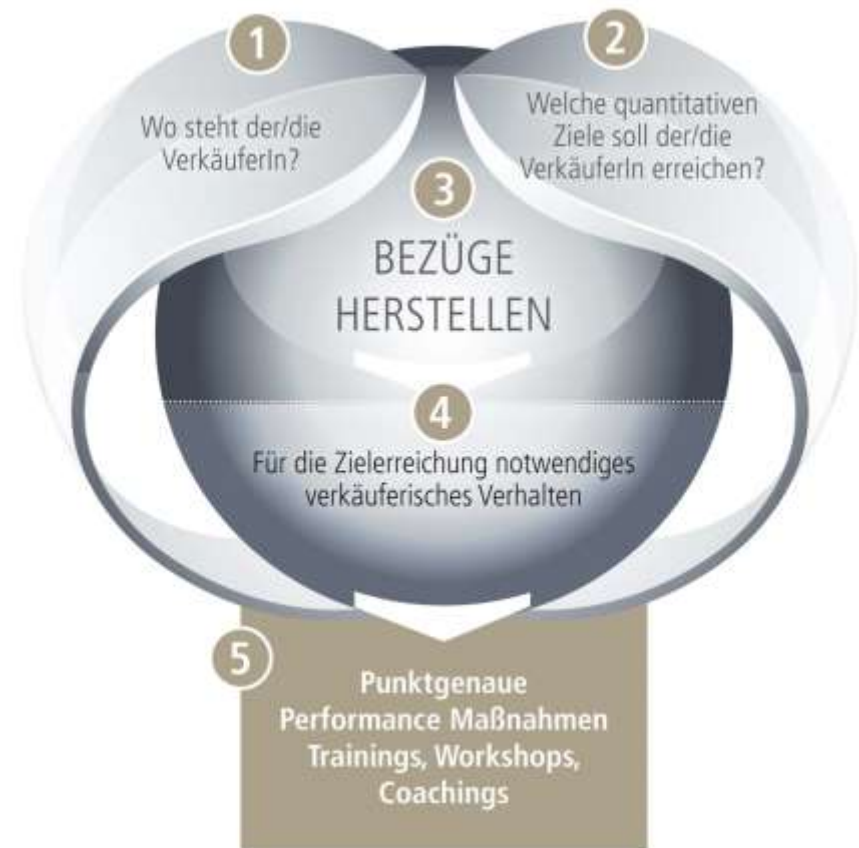 1
Wo steht der/die
VerkäuferIn?
2
Welche quantitativen
Ziele soll der/die
VerkäuferIn erreichen?
3
BEZÜGE
HERSTELLEN
4
Für die Zielerreichung notwendiges
verkäuferisches Verhalten
5
Punktgenaue
Performance Maßnahmen
Trainings, Workshops,
Coachings